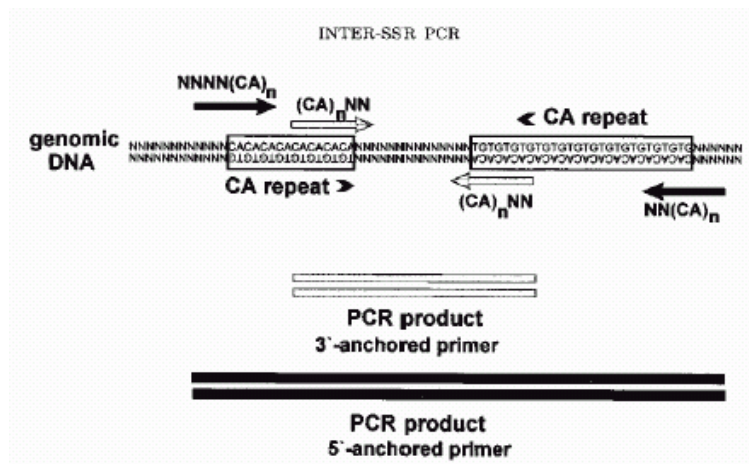 INTER-SSR PCR
NNNN(CA)n
(CA)nNN
CA repeat
genomic
DNA
CA repeat
(CA)nNN
NN(CA)n
PCR product
3`-anchored primer
PCR product
5`-anchored primer